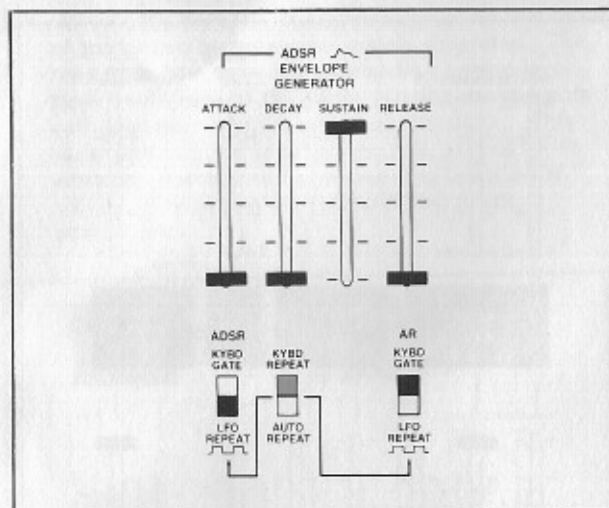 ADSR
ENVELOPE
GENERATOR
ATTACK DECAY SUSTAIN RELEASE
ADSR AR
KYBD GATE KYBD REPEAT KYBD GATE
LFO REPEAT AUTO REPEAT LFO REPEAT